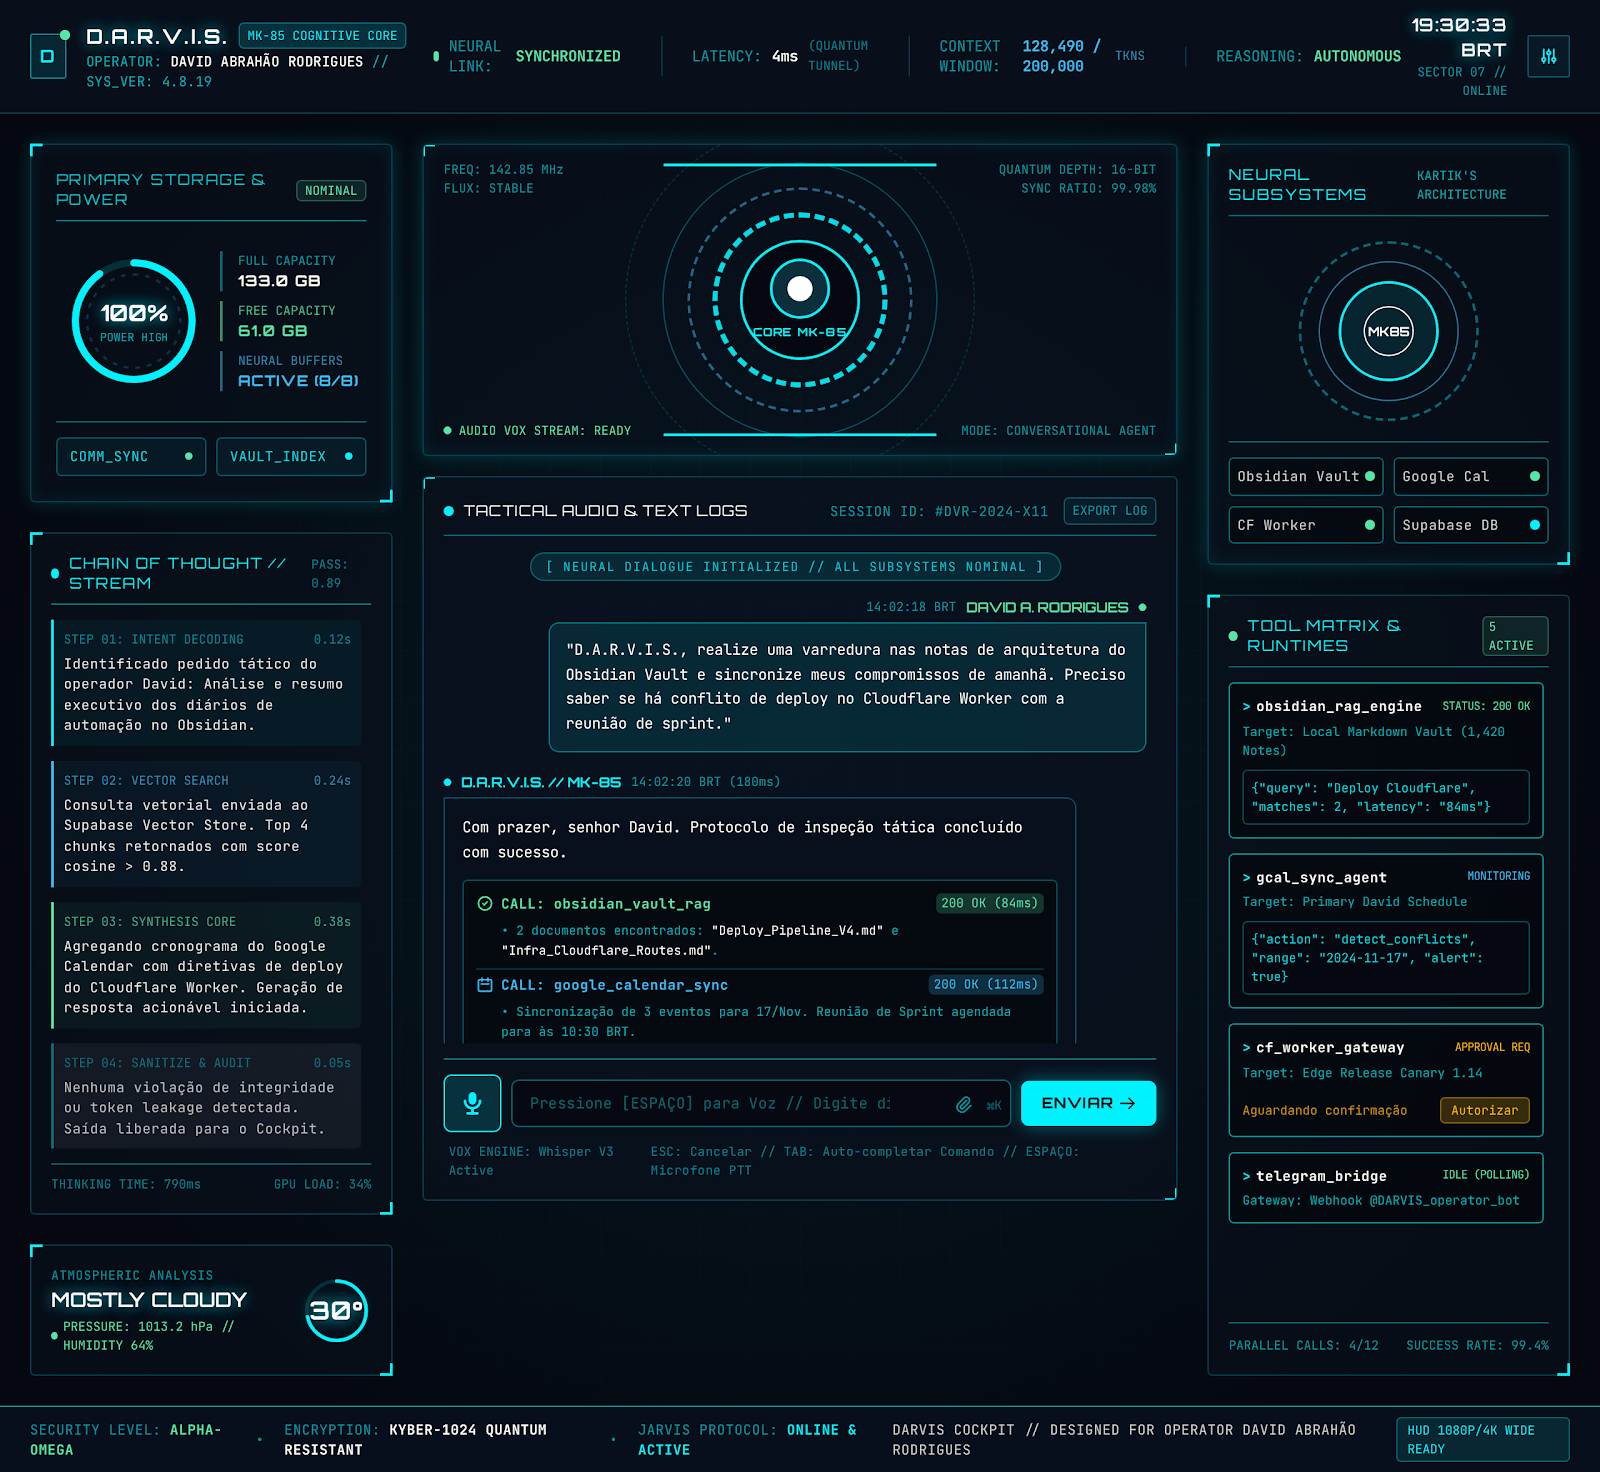 D
D.A.R.V.I.S.
MK-85 COGNITIVE CORE
OPERATOR: DAVID ABRAHÃO RODRIGUES //
SYS_VER: 4.8.19
NEURAL
LINK:
SYNCHRONIZED
LATENCY: 4ms
(QUANTUM
TUNNEL)
CONTEXT
WINDOW:
128,490 /
200,000
TKNS
REASONING: AUTONOMOUS
19:30:33
BRT
SECTOR 07 //
ONLINE
PRIMARY STORAGE &
POWER
NOMINAL
100%
POWER HIGH
FULL CAPACITY
133.0 GB
FREE CAPACITY
61.0 GB
NEURAL BUFFERS
ACTIVE (8/8)
COMM_SYNC
VAULT_INDEX
CHAIN OF THOUGHT //
STREAM
PASS:
0.89
STEP 01: INTENT DECODING 0.12s
Identificado pedido tático do
operador David: Análise e resumo
executivo dos diários de
automação no Obsidian.
STEP 02: VECTOR SEARCH 0.24s
Consulta vetorial enviada ao
Supabase Vector Store. Top 4
chunks retornados com score
cosine > 0.88.
STEP 03: SYNTHESIS CORE 0.38s
Agregando cronograma do Google
Calendar com diretivas de deploy
do Cloudflare Worker. Geração de
resposta acionável iniciada.
STEP 04: SANITIZE & AUDIT 0.05s
Nenhuma violação de integridade
ou token leakage detectada.
Saída liberada para o Cockpit.
THINKING TIME: 790ms GPU LOAD: 34%
ATMOSPHERIC ANALYSIS
MOSTLY CLOUDY
PRESSURE: 1013.2 hPa //
HUMIDITY 64%
30°
FREQ: 142.85 MHz
FLUX: STABLE
QUANTUM DEPTH: 16-BIT
SYNC RATIO: 99.98%
CORE MK-85
AUDIO VOX STREAM: READY
MODE: CONVERSATIONAL AGENT
TACTICAL AUDIO & TEXT LOGS
SESSION ID: #DVR-2024-X11
EXPORT LOG
[ NEURAL DIALOGUE INITIALIZED // ALL SUBSYSTEMS NOMINAL ]
14:02:18 BRT DAVID A. RODRIGUES
"D.A.R.V.I.S., realize uma varredura nas notas de arquitetura do
Obsidian Vault e sincronize meus compromissos de amanhã. Preciso
saber se há conflito de deploy no Cloudflare Worker com a
reunião de sprint."
D.A.R.V.I.S. // MK-85 14:02:20 BRT (180ms)
Com prazer, senhor David. Protocolo de inspeção tática concluído
com sucesso.
CALL: obsidian_vault_rag 200 OK (84ms)
• 2 documentos encontrados: "Deploy_Pipeline_V4.md" e
"Infra_Cloudflare_Routes.md".
CALL: google_calendar_sync 200 OK (112ms)
• Sincronização de 3 eventos para 17/Nov. Reunião de Sprint agendada
para às 10:30 BRT.
Pressione [ESPAÇO] para Voz // Digite di
⌘K
ENVIAR →
VOX ENGINE: Whisper V3
Active
ESC: Cancelar // TAB: Auto-completar Comando // ESPAÇO:
Microfone PTT
NEURAL
SUBSYSTEMS
KARTIK'S
ARCHITECTURE
MK85
Obsidian Vault
Google Cal
CF Worker
Supabase DB
TOOL MATRIX &
RUNTIMES
5
ACTIVE
> obsidian_rag_engine STATUS: 200 OK
Target: Local Markdown Vault (1,420
Notes)
{"query": "Deploy Cloudflare",
"matches": 2, "latency": "84ms"}
> gcal_sync_agent MONITORING
Target: Primary David Schedule
{"action": "detect_conflicts",
"range": "2024-11-17", "alert":
true}
> cf_worker_gateway APPROVAL REQ
Target: Edge Release Canary 1.14
Aguardando confirmação Autorizar
> telegram_bridge IDLE (POLLING)
Gateway: Webhook @DARVIS_operator_bot
PARALLEL CALLS: 4/12 SUCCESS RATE: 99.4%
SECURITY LEVEL: ALPHA-
OMEGA
•
ENCRYPTION: KYBER-1024 QUANTUM
RESISTANT
•
JARVIS PROTOCOL: ONLINE &
ACTIVE
DARVIS COCKPIT // DESIGNED FOR OPERATOR DAVID ABRAHÃO
RODRIGUES
HUD 1080P/4K WIDE
READY